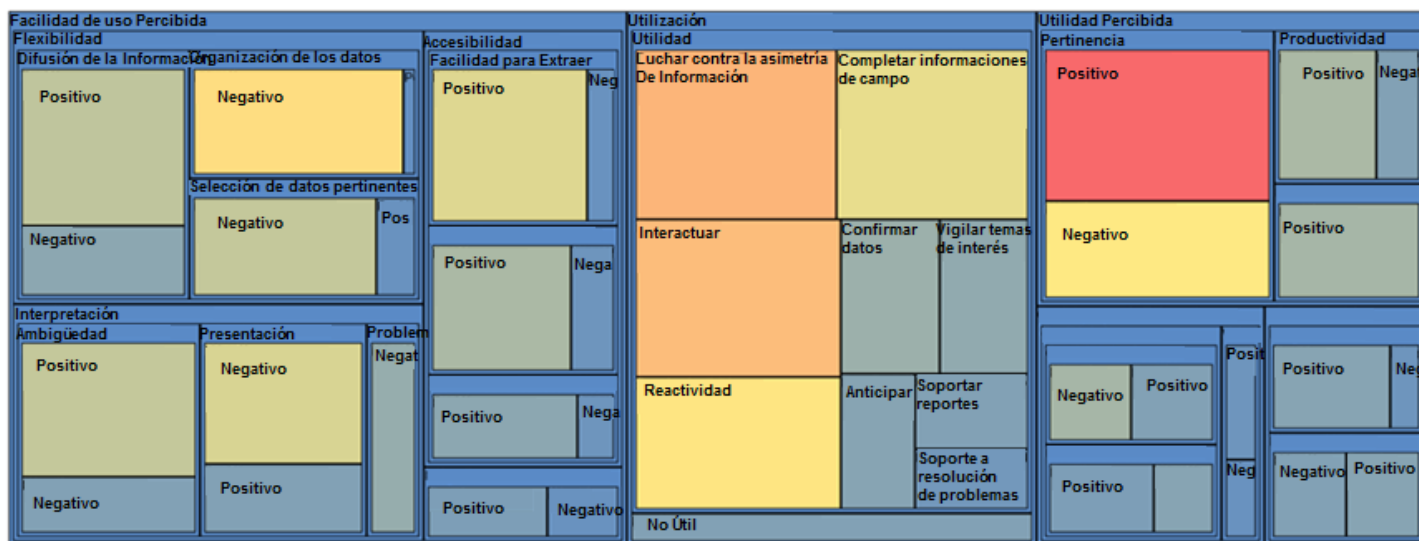 Facilidad de uso Percibida
Flexibilidad
Difusión de la Información
Positivo
Negativo
Organización de los datos
Negativo
Selección de datos pertinentes
Negativo
Pos
Interpretación
Ambigüedad
Positivo
Negativo
Presentación
Negativo
Positivo
Problem
Negat
Accesibilidad
Facilidad para Extraer
Positivo
Neg
Positivo
Nega
Positivo
Nega
Positivo
Negativo
Utilización
Utilidad
Luchar contra la asimetría
De Información
Completar informaciones
de campo
Interactuar
Confirmar
datos
Vigilar temas
de interés
Reactividad
Anticipar
Soportar
reportes
Soporte a
resolución
de problemas
No Útil
Utilidad Percibida
Pertinencia
Positivo
Negativo
Productividad
Positivo
Negat
Positivo
Negativo
Positivo
Positivo
Posit
Neg
Positivo
Neg
Negativo
Positivo